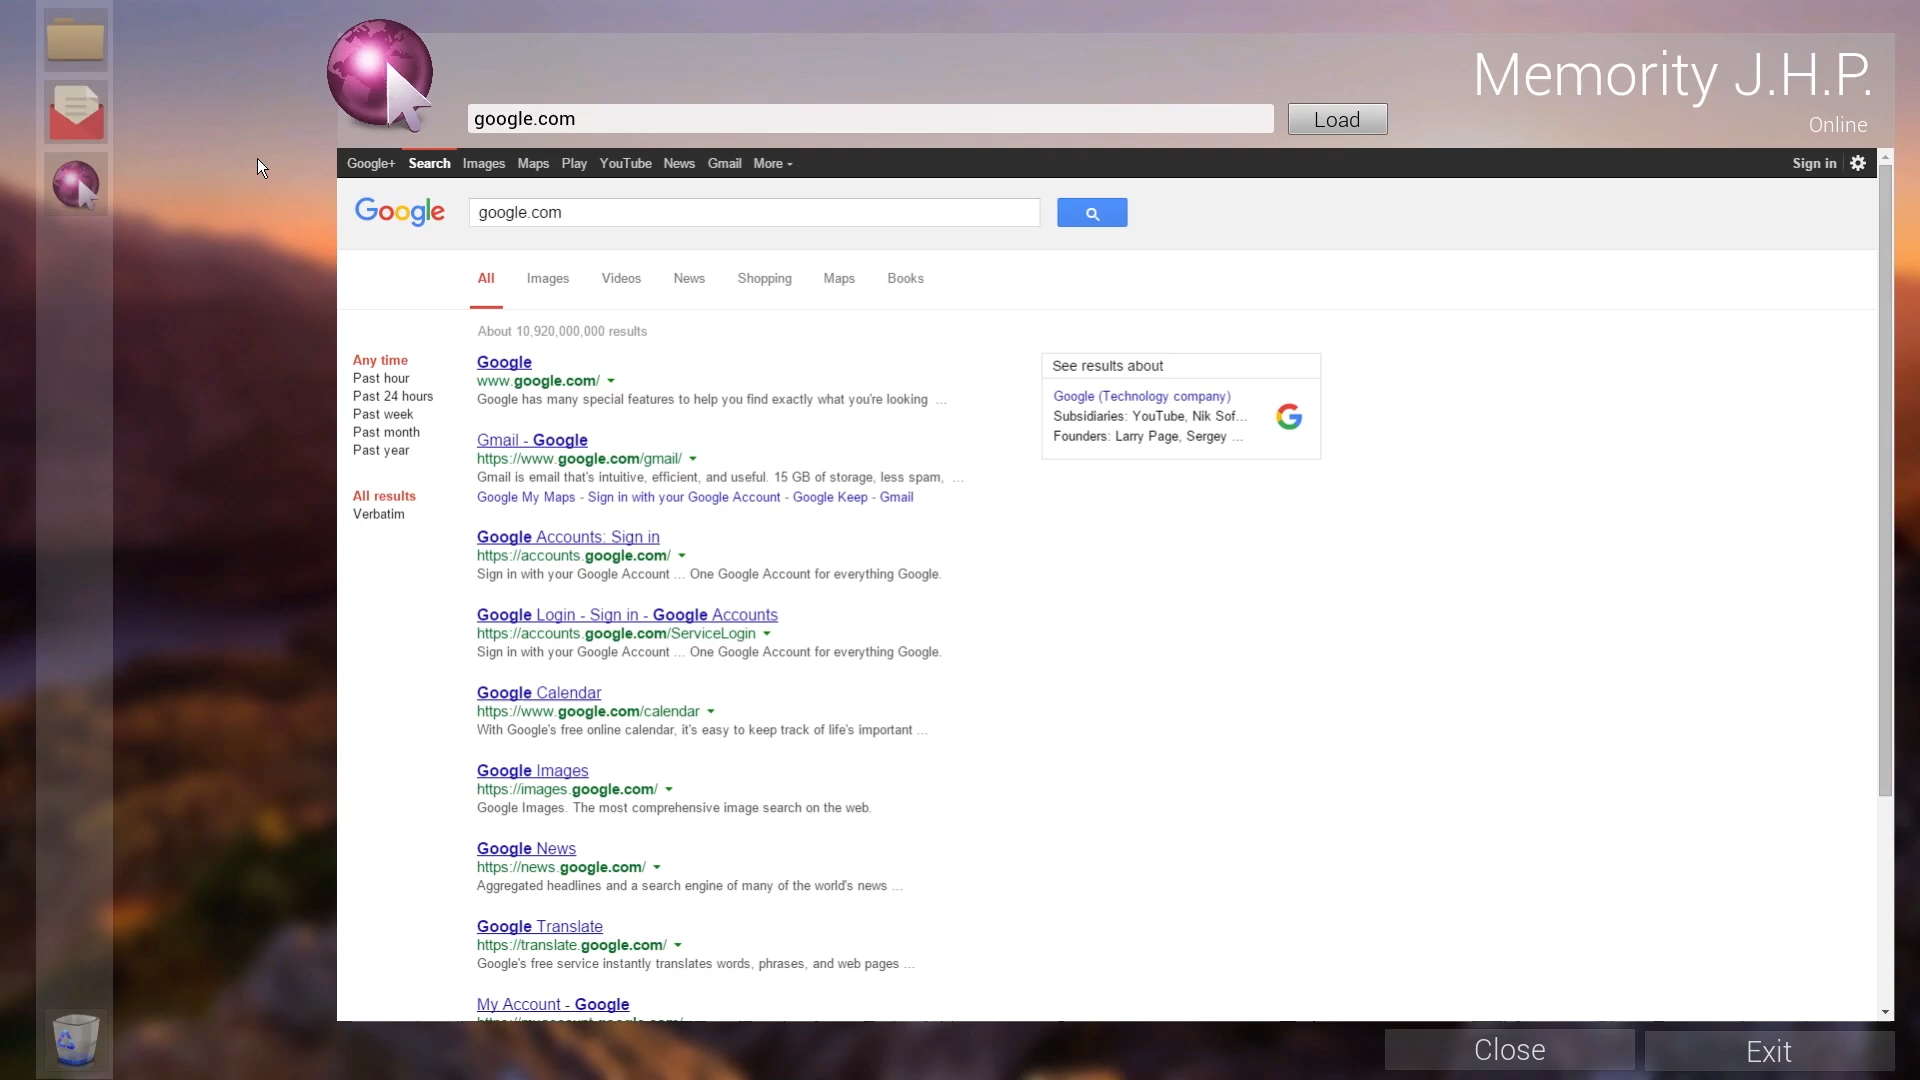 Memority J.H.P.
Online
google.com
Load
Google+ Search Images Maps Play YouTube News Gmail More
Sign in
Google
google.com
All Images Videos News Shopping Maps Books
About 10,920,000,000 results
Any time
Past hour
Past 24 hours
Past week
Past month
Past year
All results
Verbatim
Google
www.google.com/
Google has many special features to help you find exactly what you're looking ...
Gmail - Google
https://www.google.com/gmail/
Gmail is email that's intuitive, efficient, and useful. 15 GB of storage, less spam, ...
Google My Maps - Sign in with your Google Account - Google Keep - Gmail
Google Accounts: Sign in
https://accounts.google.com/
Sign in with your Google Account ... One Google Account for everything Google.
Google Login - Sign in - Google Accounts
https://accounts.google.com/ServiceLogin
Sign in with your Google Account ... One Google Account for everything Google.
Google Calendar
https://www.google.com/calendar
With Google's free online calendar, it's easy to keep track of life's important ...
Google Images
https://images.google.com/
Google Images. The most comprehensive image search on the web.
Google News
https://news.google.com/
Aggregated headlines and a search engine of many of the world's news ...
Google Translate
https://translate.google.com/
Google's free service instantly translates words, phrases, and web pages ...
My Account - Google
See results about
Google (Technology company)
Subsidiaries: YouTube, Nik Sof...
Founders: Larry Page, Sergey ...
G
Close
Exit